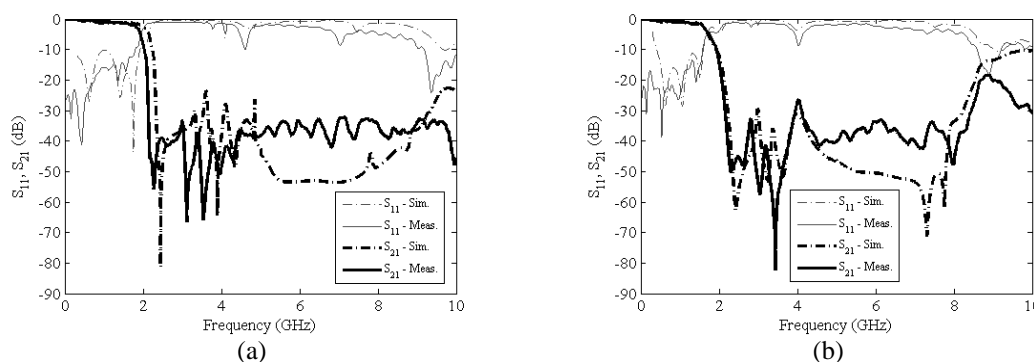 0
-10
-20
-30
-40
-50
-60
-70
-80
-90
S₁₁, S₂₁ (dB)
S₁₁ - Sim.
S₁₁ - Meas.
S₂₁ - Sim.
S₂₁ - Meas.
0 2 4 6 8 10
Frequency (GHz)
(a)
0
-10
-20
-30
-40
-50
-60
-70
-80
-90
S₁₁, S₂₁ (dB)
S₁₁ - Sim.
S₁₁ - Meas.
S₂₁ - Sim.
S₂₁ - Meas.
0 2 4 6 8 10
Frequency (GHz)
(b)